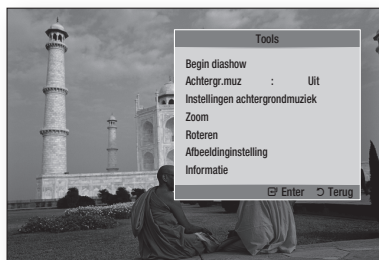 Tools
Begin diashow
Achtergr.muz : Uit
Instellingen achtergrondmuziek
Zoom
Roteren
Afbeeldinginstelling
Informatie
Enter Terug